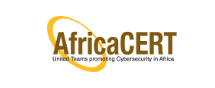 AfricaCERT
United Teams promoting Cybersecurity in Africa